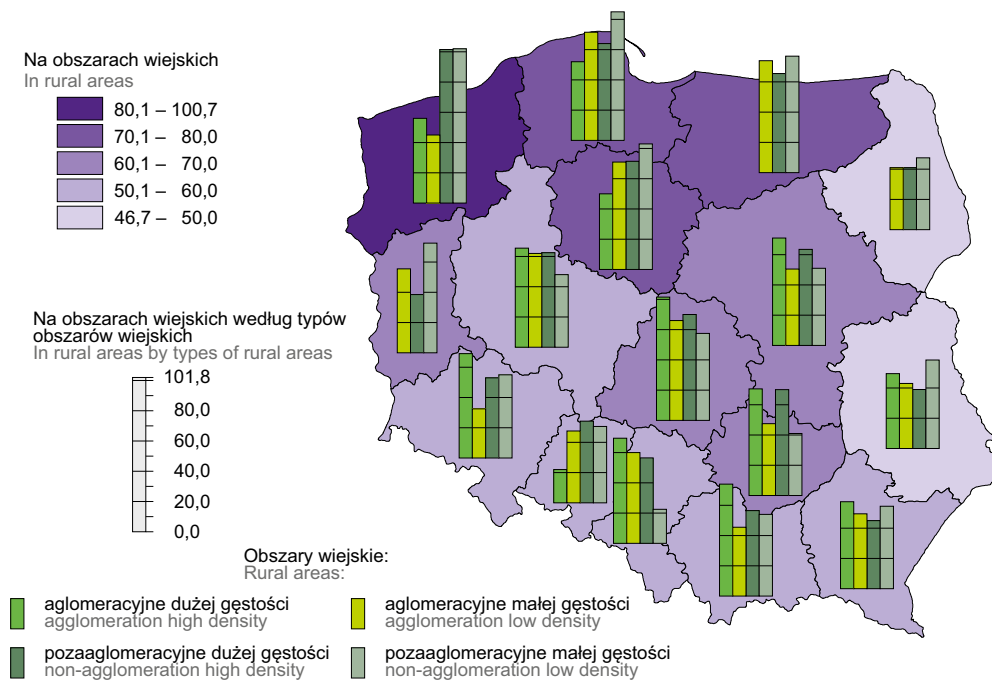 Na obszarach wiejskich
In rural areas
80,1 – 100,7
70,1 – 80,0
60,1 – 70,0
50,1 – 60,0
46,7 – 50,0
Na obszarach wiejskich według typów
obszarów wiejskich
In rural areas by types of rural areas
101,8
80,0
60,0
40,0
20,0
0,0
Obszary wiejskie:
Rural areas:
aglomeracyjne dużej gęstości
agglomeration high density
aglomeracyjne małej gęstości
agglomeration low density
pozaaglomeracyjne dużej gęstości
non-agglomeration high density
pozaaglomeracyjne małej gęstości
non-agglomeration low density